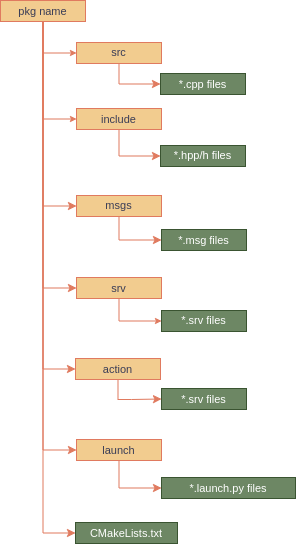 pkg name
src
*.cpp files
include
*.hpp/h files
msgs
*.msg files
srv
*.srv files
action
*.srv files
launch
*.launch.py files
CMakeLists.txt